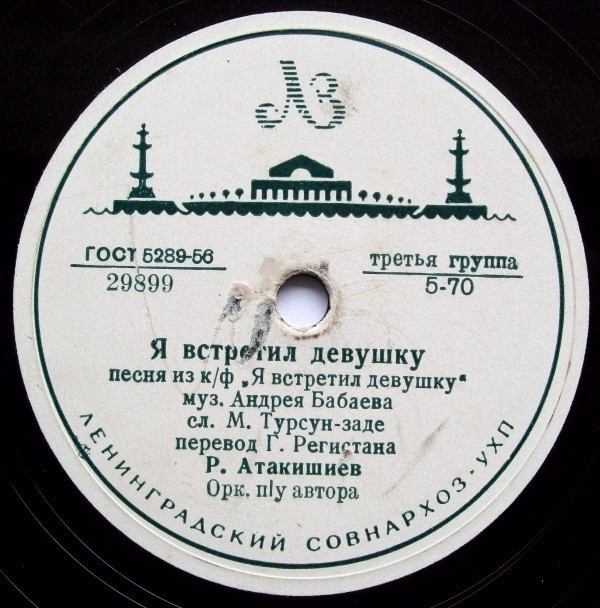 ЛЗ
ГОСТ 5289-56
29899
третья группа
5-70
Я встретил девушку
песня из к/ф „Я встретил девушку“
муз. Андрея Бабаева
сл. М. Турсун-заде
перевод Г. Регистана
Р. Атакишиев
Орк. п/у автора
ЛЕНИНГРАДСКИЙ СОВНАРХОЗ-УХП